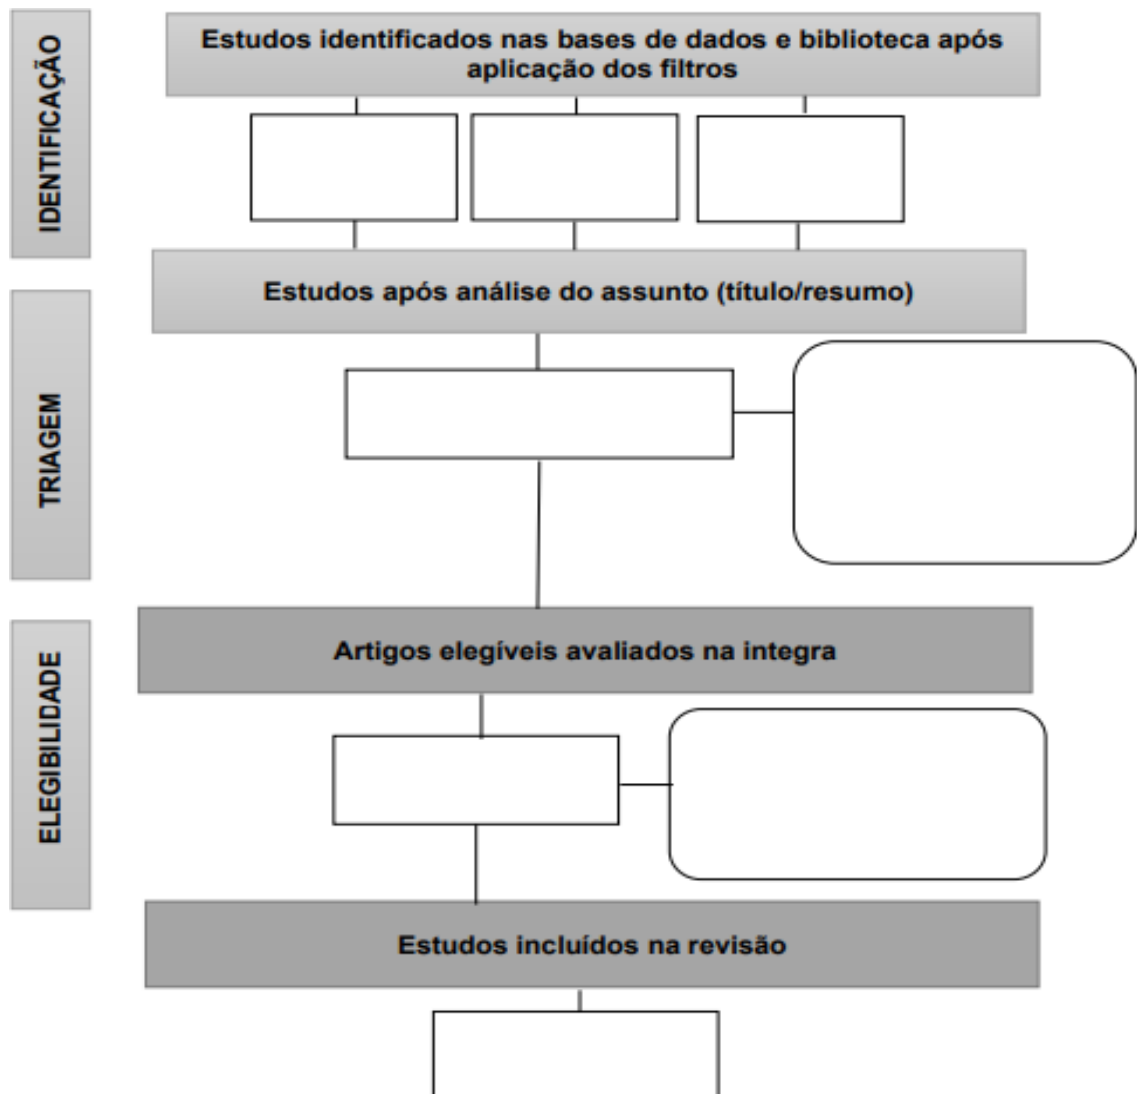 IDENTIFICAÇÃO
Estudos identificados nas bases de dados e biblioteca após
aplicação dos filtros
Estudos após análise do assunto (título/resumo)
TRIAGEM
Artigos elegíveis avaliados na integra
ELEGIBILIDADE
Estudos incluídos na revisão